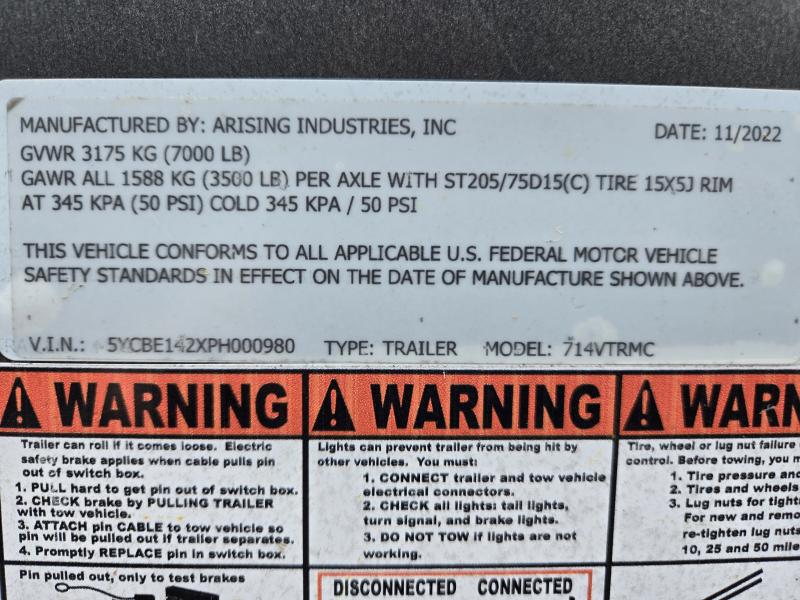 MANUFACTURED BY: ARISING INDUSTRIES, INC DATE: 11/2022
GVWR 3175 KG (7000 LB)
GAWR ALL 1588 KG (3500 LB) PER AXLE WITH ST205/75D15(C) TIRE 15X5J RIM
AT 345 KPA (50 PSI) COLD 345 KPA / 50 PSI
THIS VEHICLE CONFORMS TO ALL APPLICABLE U.S. FEDERAL MOTOR VEHICLE
SAFETY STANDARDS IN EFFECT ON THE DATE OF MANUFACTURE SHOWN ABOVE.
V.I.N.: 5YCBE142XPH000980 TYPE: TRAILER MODEL: 714VTRMC
WARNING
Trailer can roll if it comes loose. Electric
safety brake applies when cable pulls pin
out of switch box.
1. PULL hard to get pin out of switch box.
2. CHECK brake by PULLING TRAILER
with tow vehicle.
3. ATTACH pin CABLE to tow vehicle so
pin will be pulled out if trailer separates.
4. Promptly REPLACE pin in switch box.
Pin pulled out, only to test brakes
WARNING
Lights can prevent trailer from being hit by
other vehicles. You must:
1. CONNECT trailer and tow vehicle
electrical connectors.
2. CHECK all lights: tail lights,
turn signal, and brake lights.
3. DO NOT TOW if lights are not
working.
DISCONNECTED CONNECTED
WARN
Tire, wheel or lug nut failure
control. Before towing, you m
1. Tire pressure and
2. Tires and wheels
3. Lug nuts for tight
For new and remo
re-tighten lug nuts
10, 25 and 50 mile